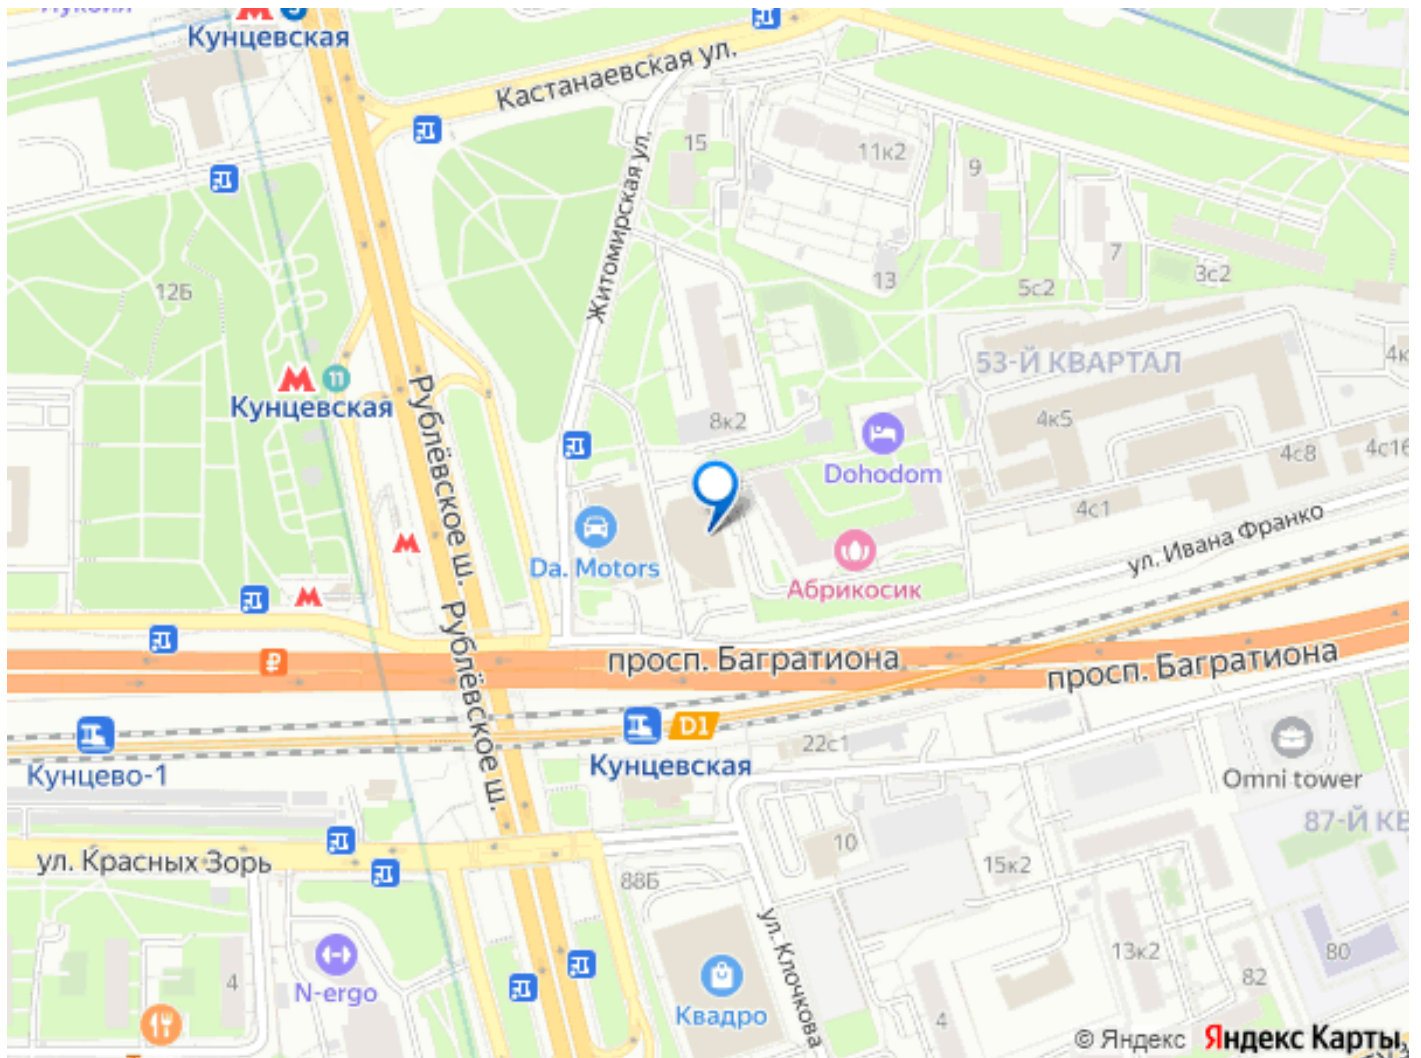 Кунцевская
Кастанаевская ул.
15
11к2
9
Житомирская ул.
7
13
5с2
3с2
12Б
53-Й КВАРТАЛ
4к
11
Кунцевская
Рублёвское ш.
8к2
4к5
Dohodom
4с8
4с16
4с1
ул. Ивана Франко
Da. Motors
Абрикосик
Рублёвское ш.
просп. Багратиона
просп. Багратиона
D1
Кунцево-1
Кунцевская
22с1
Omni tower
87-Й КВ
ул. Красных Зорь
10
15к2
88Б
ул. Клочкова
13к2
80
82
4
N-ergo
Квадро
4
© Яндекс Яндекс Карты